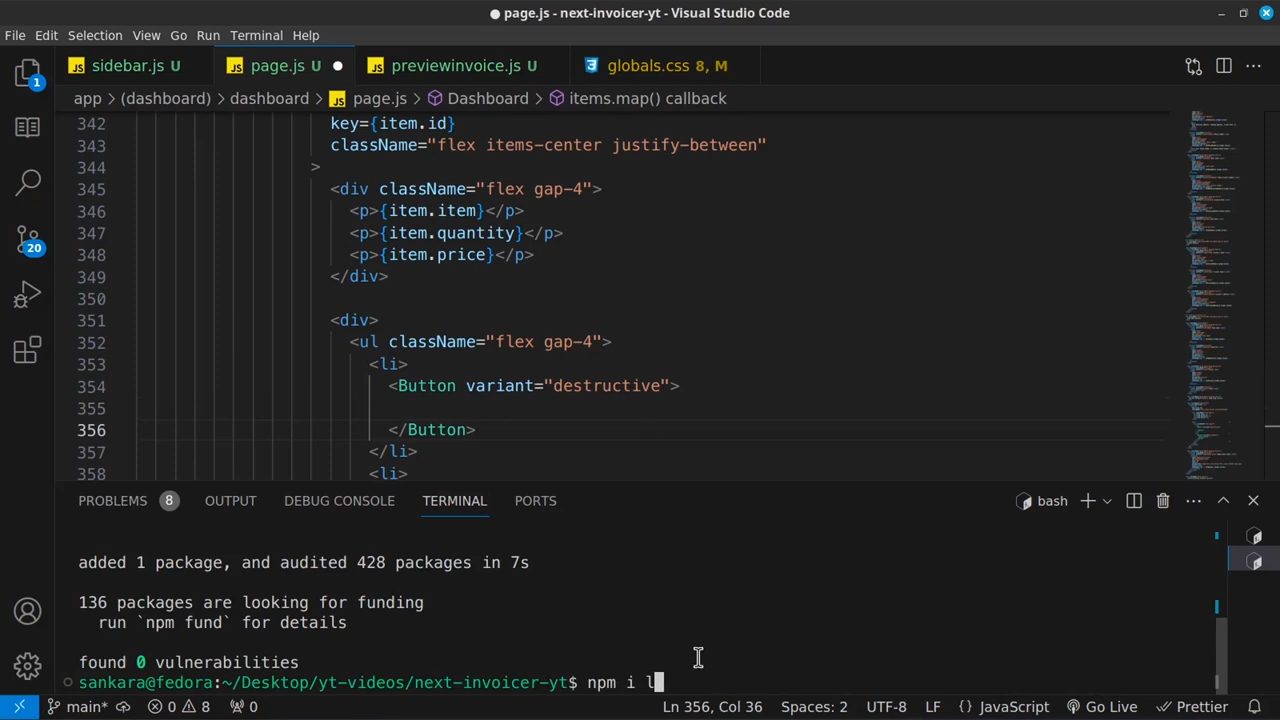 page.js - next-invoicer-yt - Visual Studio Code
File Edit Selection View Go Run Terminal Help
sidebar.js U page.js U previewinvoice.js U globals.css 8, M
app > (dashboard) > dashboard > page.js > Dashboard > items.map() callback
342 key={item.id}
343 className="flex items-center justify-between"
344 >
345 <div className="flex gap-4">
346 <p>{item.item}</p>
347 <p>{item.quantity}</p>
348 <p>{item.price}</p>
349 </div>
350
351 <div>
352 <ul className="flex gap-4">
353 <li>
354 <Button variant="destructive">
355
356 </Button>
357 </li>
358 <li>
1
20
PROBLEMS 8 OUTPUT DEBUG CONSOLE TERMINAL PORTS bash
added 1 package, and audited 428 packages in 7s
136 packages are looking for funding
run `npm fund` for details
found 0 vulnerabilities
sankara@fedora:~/Desktop/yt-videos/next-invoicer-yt$ npm i l
main* 0 8 0 Ln 356, Col 36 Spaces: 2 UTF-8 LF {} JavaScript Go Live Prettier